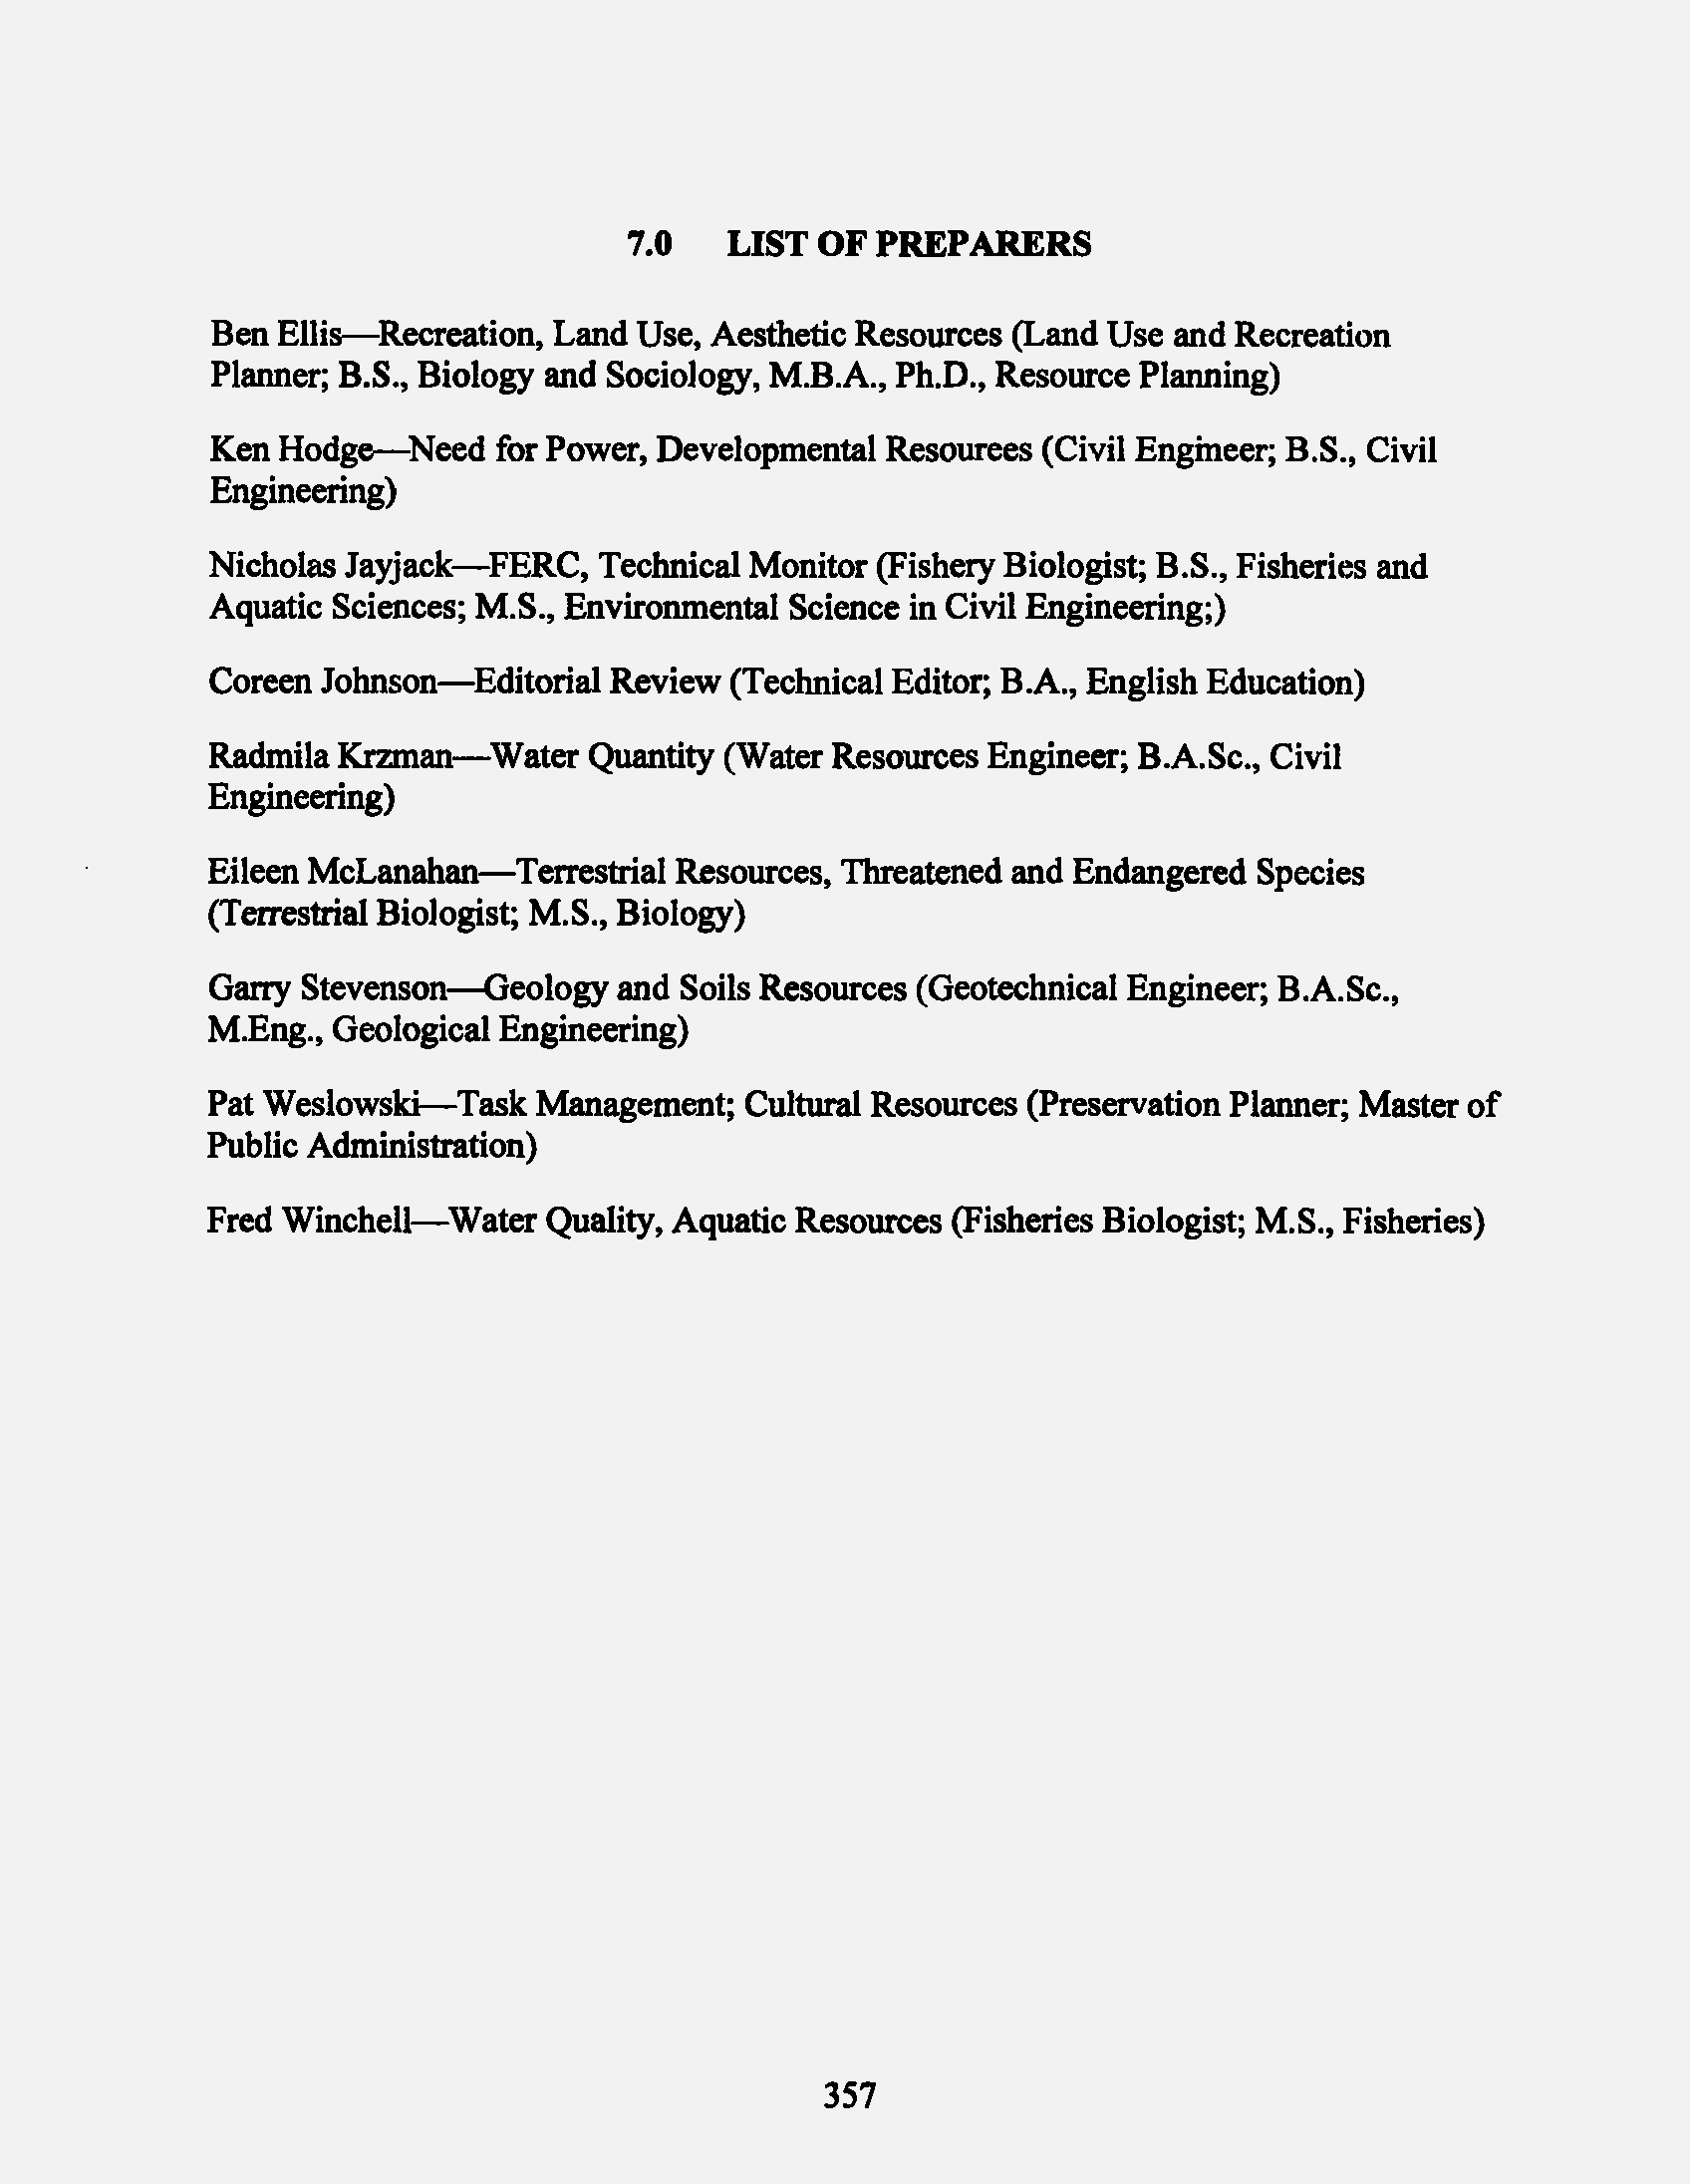 7.0 LIST OF PREPARERS
Ben Ellis—Recreation, Land Use, Aesthetic Resources (Land Use and Recreation
Planner; B.S., Biology and Sociology, M.B.A., Ph.D., Resource Planning)
Ken Hodge—Need for Power, Developmental Resourees (Civil Engineer; B.S., Civil
Engineering)
Nicholas Jayjack—FERC, Technical Monitor (Fishery Biologist; B.S., Fisheries and
Aquatic Sciences; M.S., Environmental Science in Civil Engineering;)
Coreen Johnson—Editorial Review (Technical Editor; B.A., English Education)
Radmila Krzman—Water Quantity (Water Resources Engineer; B.A.Sc., Civil
Engineering)
Eileen McLanahan—Terrestrial Resources, Threatened and Endangered Species
(Terrestrial Biologist; M.S., Biology)
Garry Stevenson—Geology and Soils Resources (Geotechnical Engineer; B.A.Sc.,
M.Eng., Geological Engineering)
Pat Weslowski—Task Management; Cultural Resources (Preservation Planner; Master of
Public Administration)
Fred Winchell—Water Quality, Aquatic Resources (Fisheries Biologist; M.S., Fisheries)
357